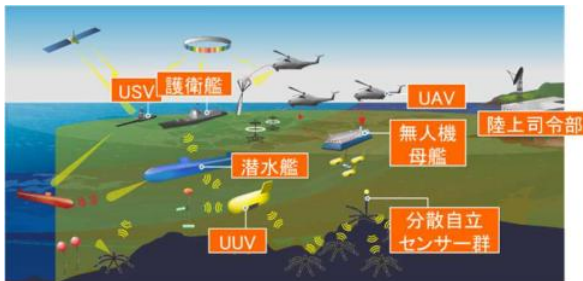 USV
護衛艦
UAV
陸上司令部
無人機
母艦
潜水艦
UUV
分散自立
センサー群